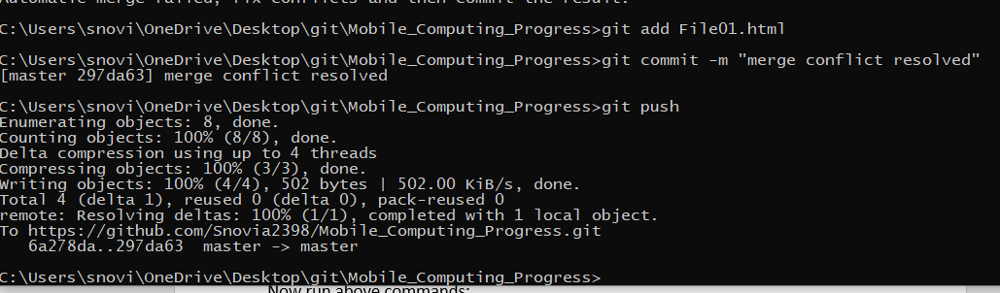 Automatic merge failed; fix conflicts and then commit the result.
C:\Users\snovi\OneDrive\Desktop\git\Mobile_Computing_Progress>git add File01.html
C:\Users\snovi\OneDrive\Desktop\git\Mobile_Computing_Progress>git commit -m "merge conflict resolved"
[master 297da63] merge conflict resolved
C:\Users\snovi\OneDrive\Desktop\git\Mobile_Computing_Progress>git push
Enumerating objects: 8, done.
Counting objects: 100% (8/8), done.
Delta compression using up to 4 threads
Compressing objects: 100% (3/3), done.
Writing objects: 100% (4/4), 502 bytes | 502.00 KiB/s, done.
Total 4 (delta 1), reused 0 (delta 0), pack-reused 0
remote: Resolving deltas: 100% (1/1), completed with 1 local object.
To https://github.com/Snovia2398/Mobile_Computing_Progress.git
   6a278da..297da63  master -> master
C:\Users\snovi\OneDrive\Desktop\git\Mobile_Computing_Progress>
Now run above commands: